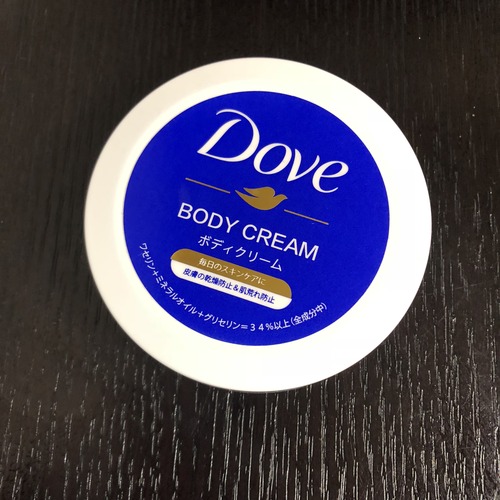 Dove
BODY CREAM
ボディクリーム
毎日のスキンケアに
皮膚の乾燥防止&肌荒れ防止
ワセリン+ミネラルオイル+グリセリン=34%以上(全成分中)